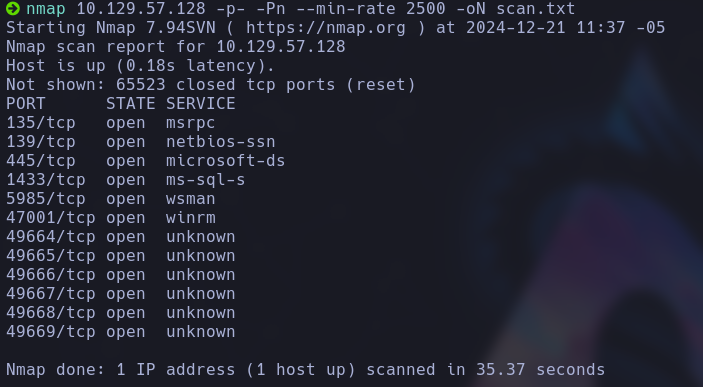 nmap 10.129.57.128 -p- -Pn --min-rate 2500 -oN scan.txt
Starting Nmap 7.94SVN ( https://nmap.org ) at 2024-12-21 11:37 -05
Nmap scan report for 10.129.57.128
Host is up (0.18s latency).
Not shown: 65523 closed tcp ports (reset)
PORT      STATE SERVICE
135/tcp   open  msrpc
139/tcp   open  netbios-ssn
445/tcp   open  microsoft-ds
1433/tcp  open  ms-sql-s
5985/tcp  open  wsman
47001/tcp open  winrm
49664/tcp open  unknown
49665/tcp open  unknown
49666/tcp open  unknown
49667/tcp open  unknown
49668/tcp open  unknown
49669/tcp open  unknown
Nmap done: 1 IP address (1 host up) scanned in 35.37 seconds